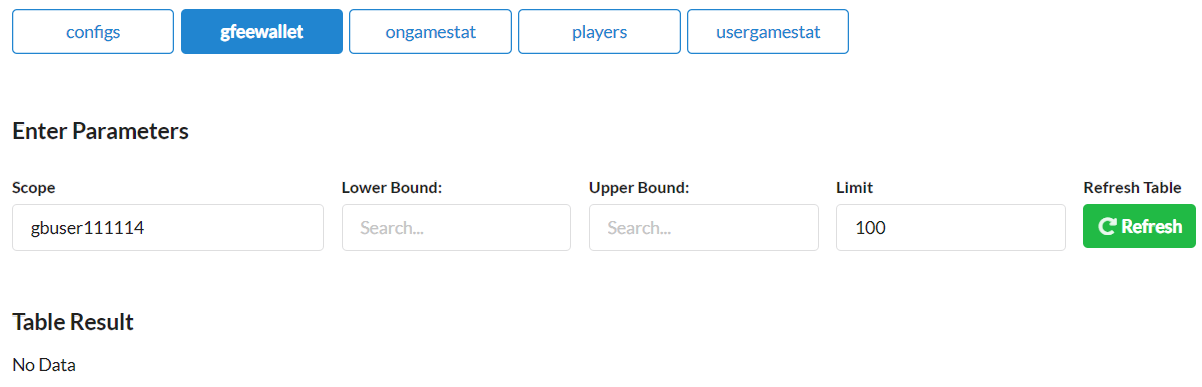 configs gfeewallet ongamestat players usergamestat
Enter Parameters
Scope Lower Bound: Upper Bound: Limit Refresh Table
gbuser111114 Search... Search... 100 Refresh
Table Result
No Data